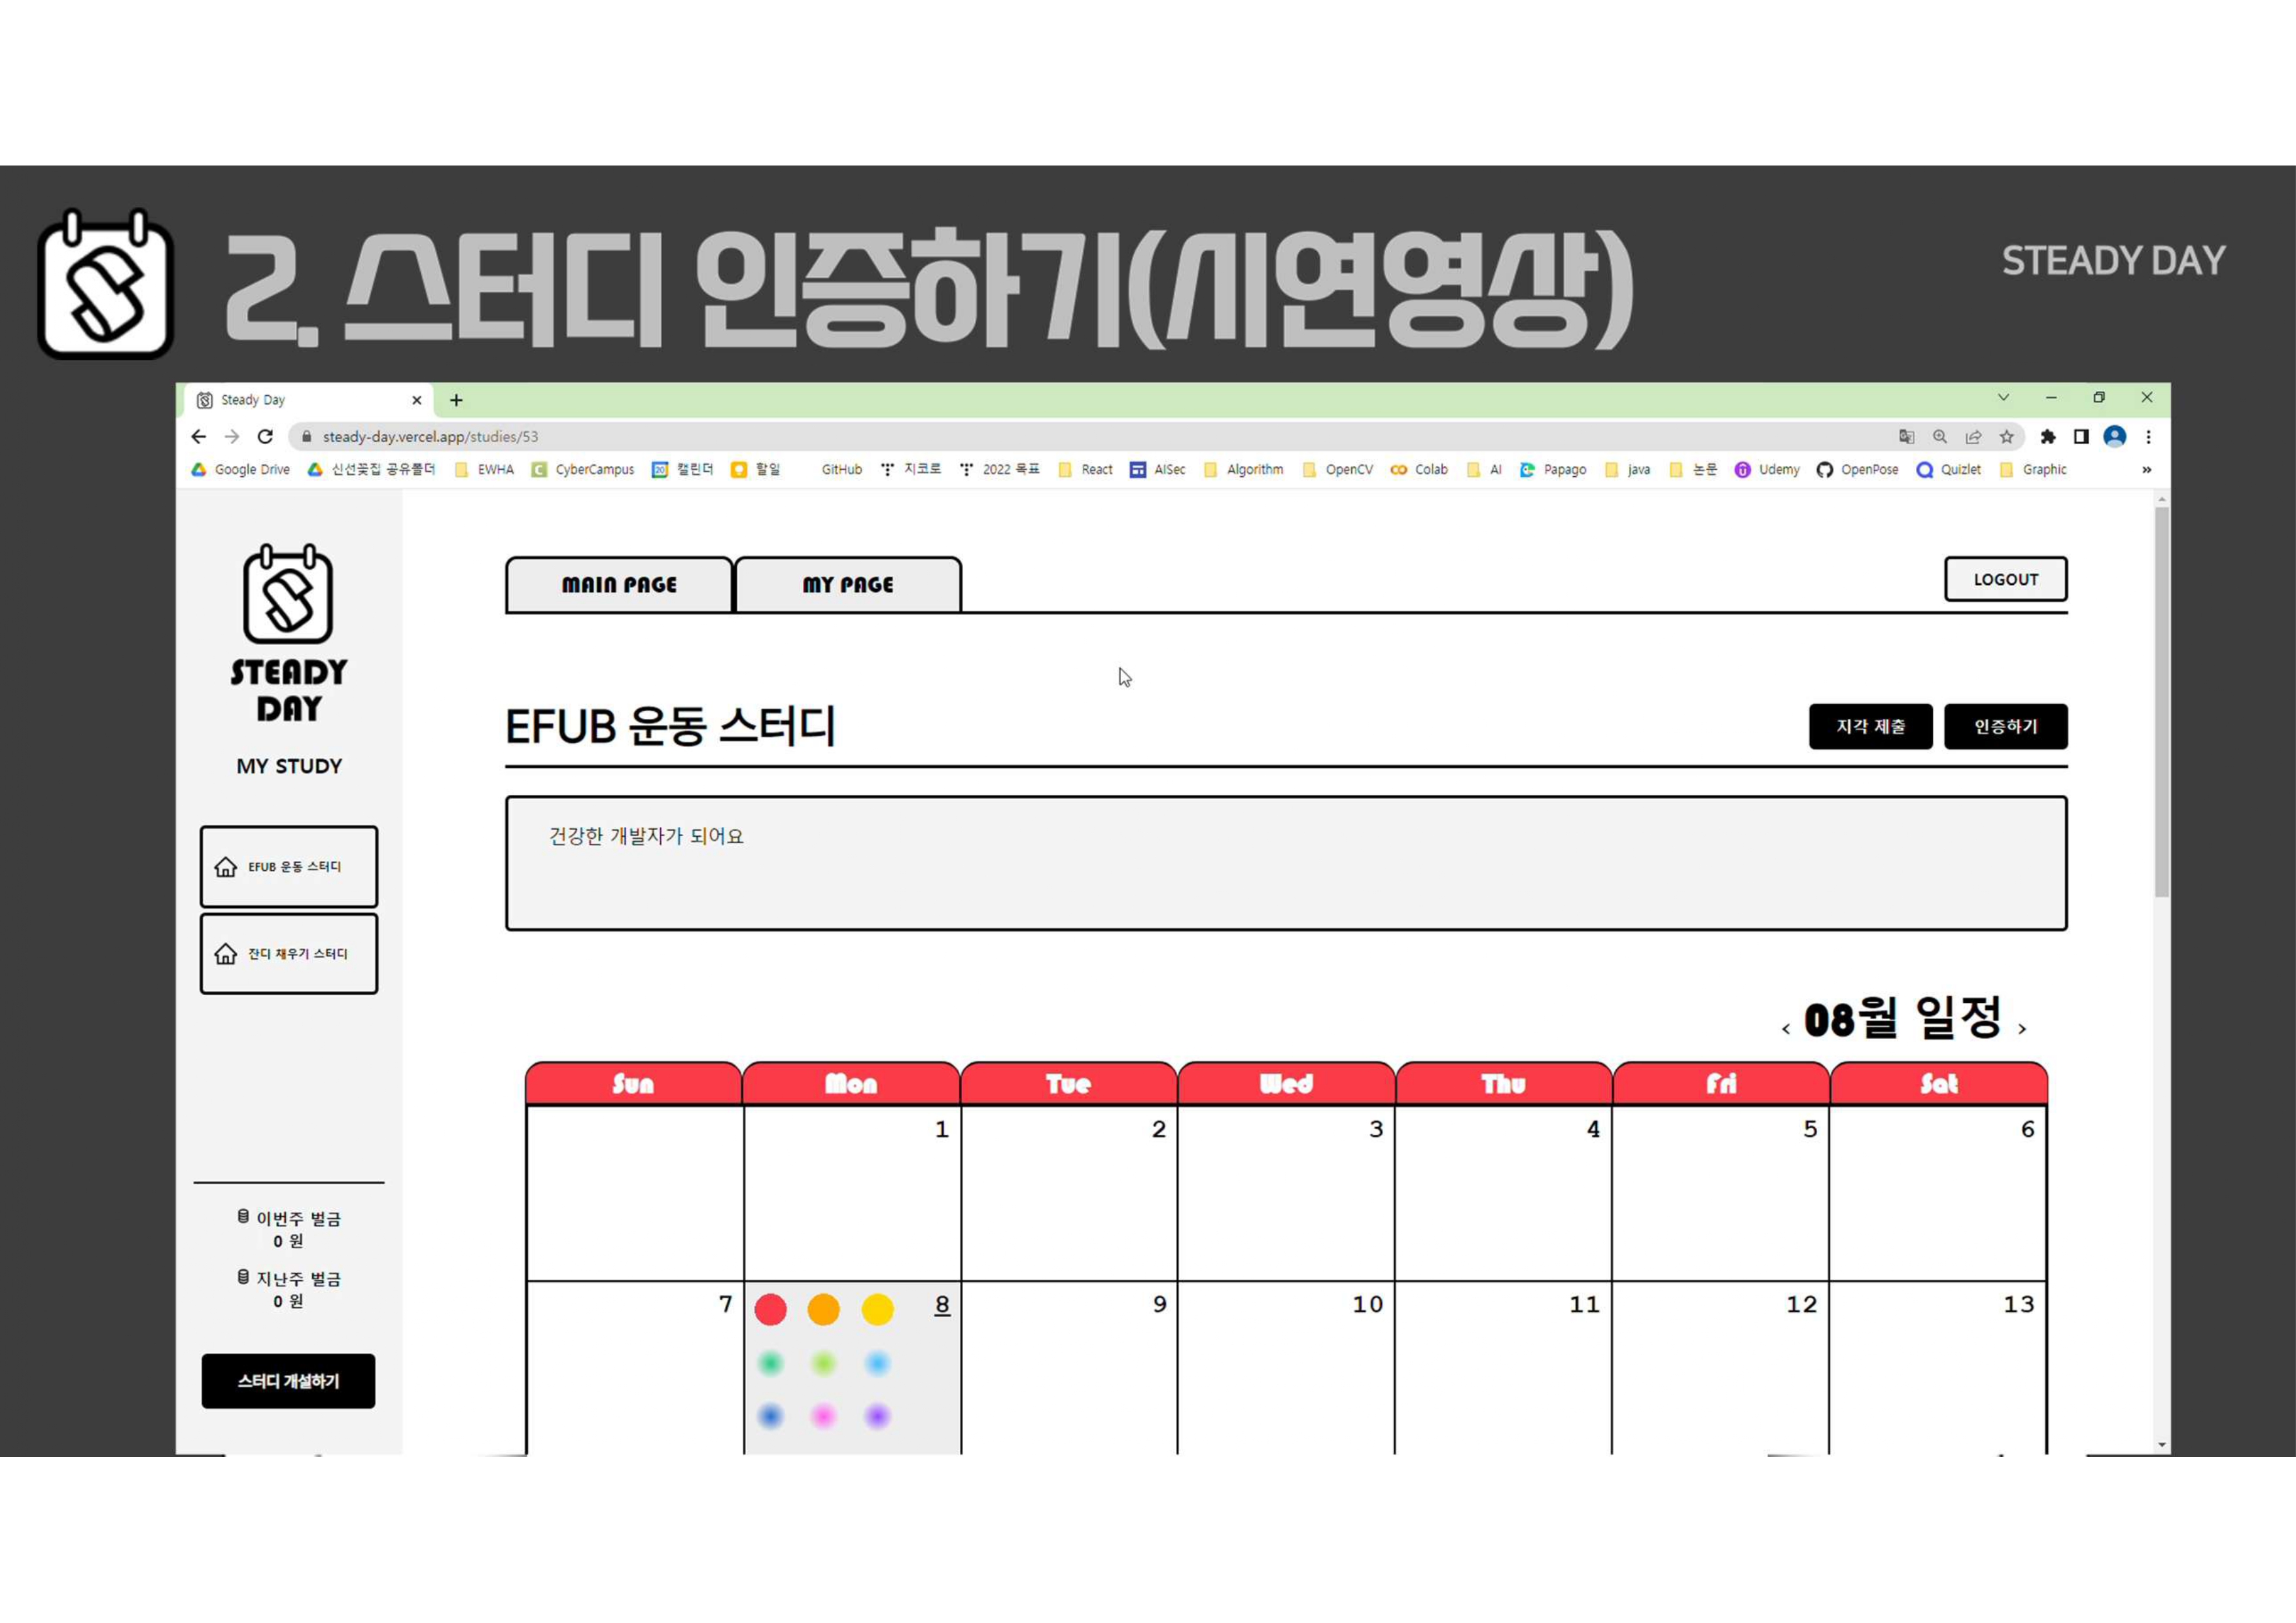 2. 스터디 인증하기(시연영상)
STEADY DAY
Steady Day
steady-day.vercel.app/studies/53
Google Drive 신선꽃집 공유폴더 EWHA CyberCampus 캘린더 할일 GitHub 지코로 2022 목표 React AISec Algorithm OpenCV Colab AI Papago java 논문 Udemy OpenPose Quizlet Graphic »
STEADY
DAY
MY STUDY
EFUB 운동 스터디
잔디 채우기 스터디
이번주 벌금
0 원
지난주 벌금
0 원
스터디 개설하기
MAIN PAGE MY PAGE LOGOUT
EFUB 운동 스터디
지각 제출 인증하기
건강한 개발자가 되어요
‹ 08월 일정 ›
Sun Mon Tue Wed Thu Fri Sat
1 2 3 4 5 6
7 8 9 10 11 12 13